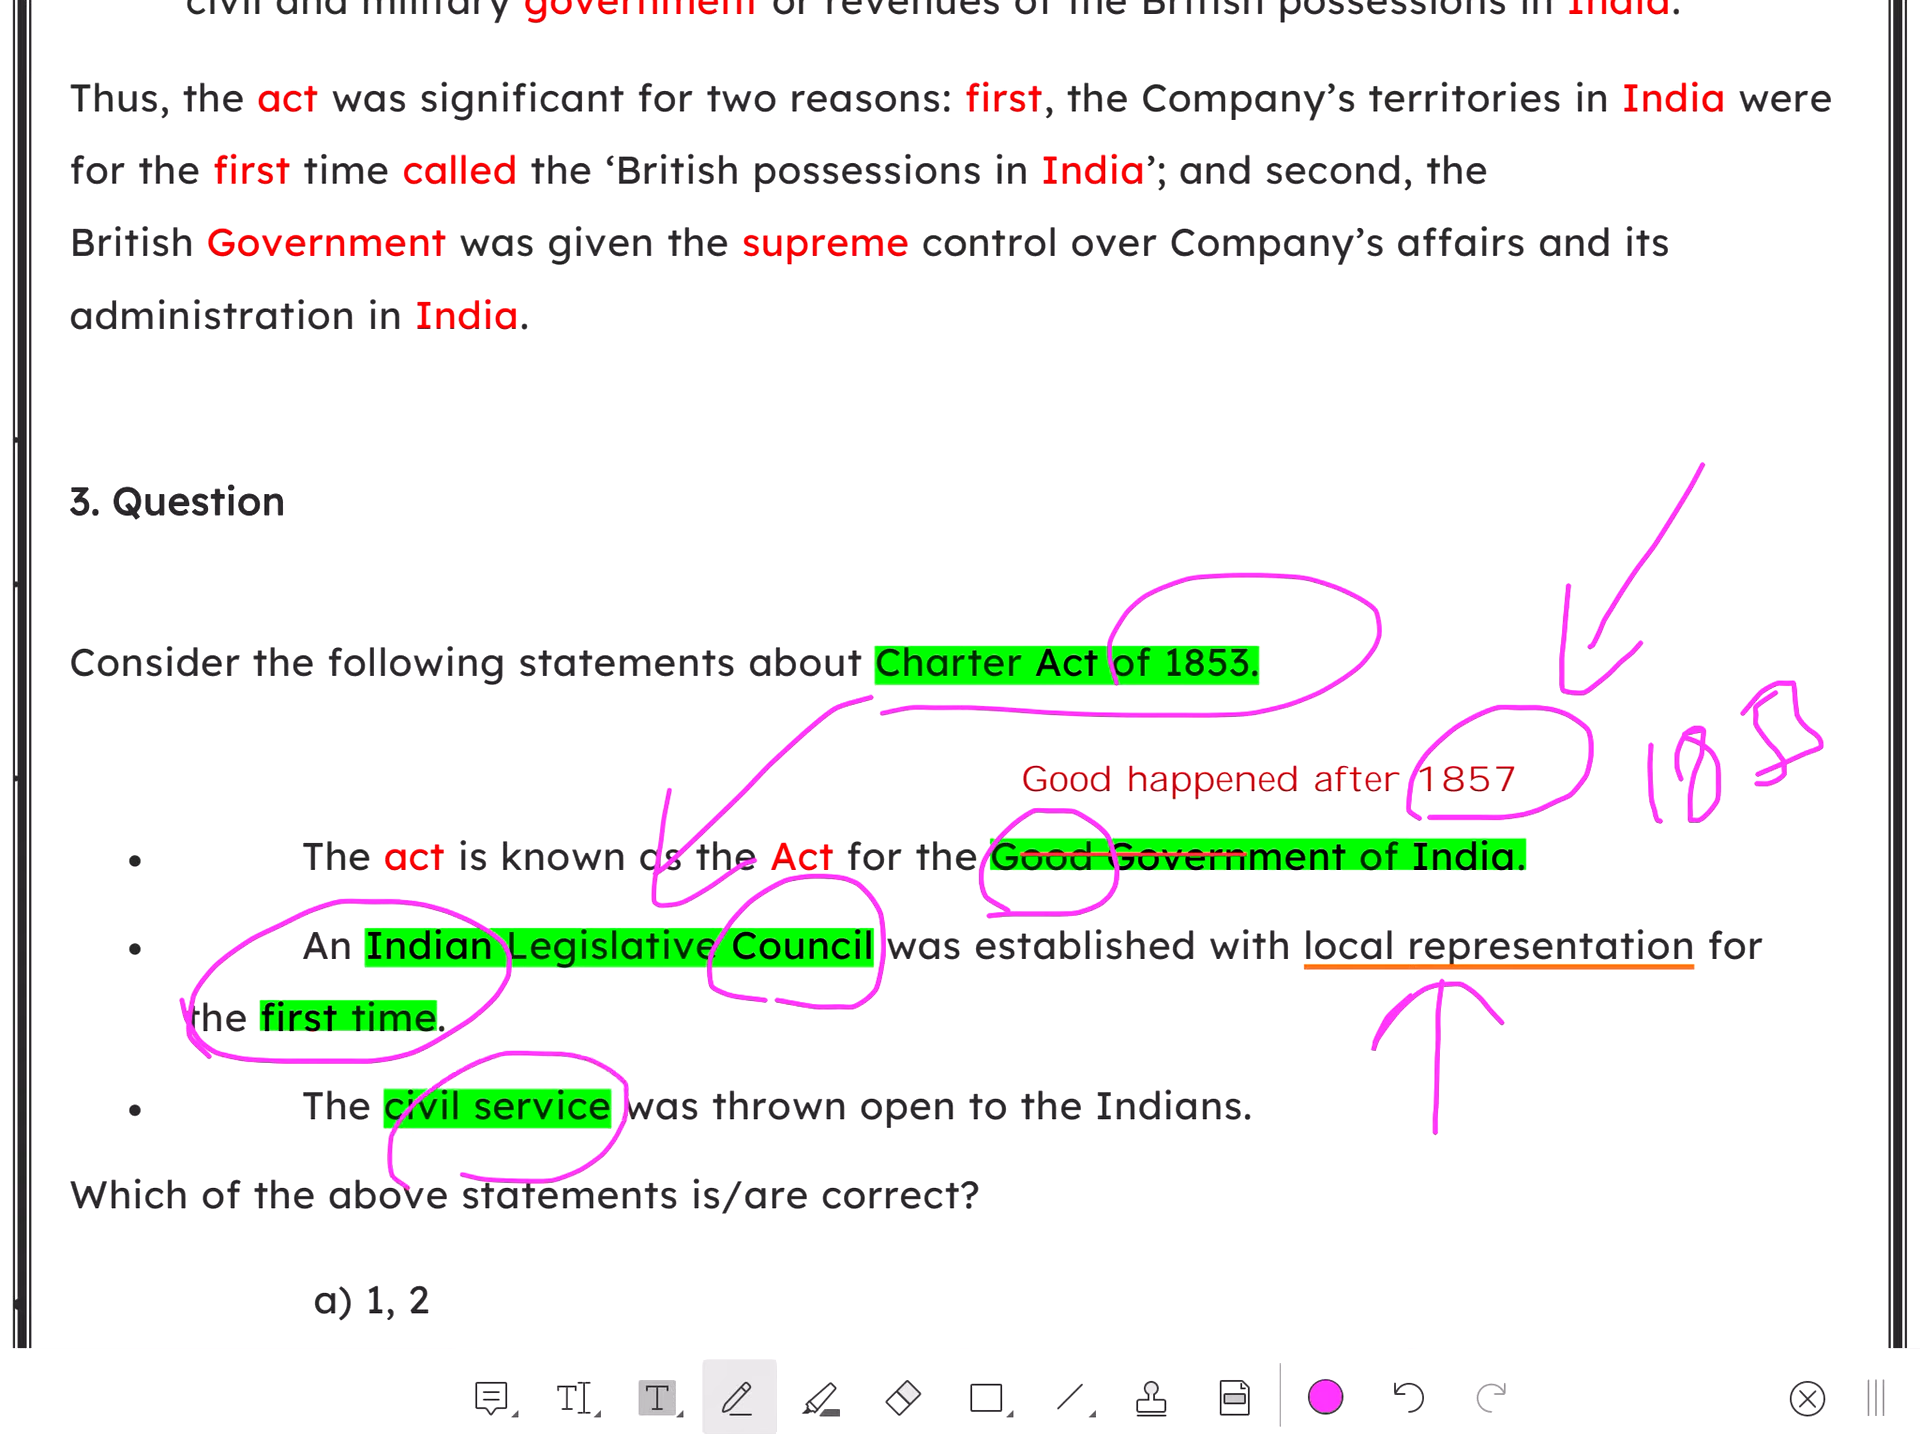 civil and military government or revenues of the British possessions in India.
Thus, the act was significant for two reasons: first, the Company’s territories in India were
for the first time called the ‘British possessions in India’; and second, the
British Government was given the supreme control over Company’s affairs and its
administration in India.
3. Question
Consider the following statements about Charter Act of 1853.
Good happened after 1857
185
• The act is known as the Act for the Good Government of India.
• An Indian Legislative Council was established with local representation for
the first time.
• The civil service was thrown open to the Indians.
Which of the above statements is/are correct?
a) 1, 2